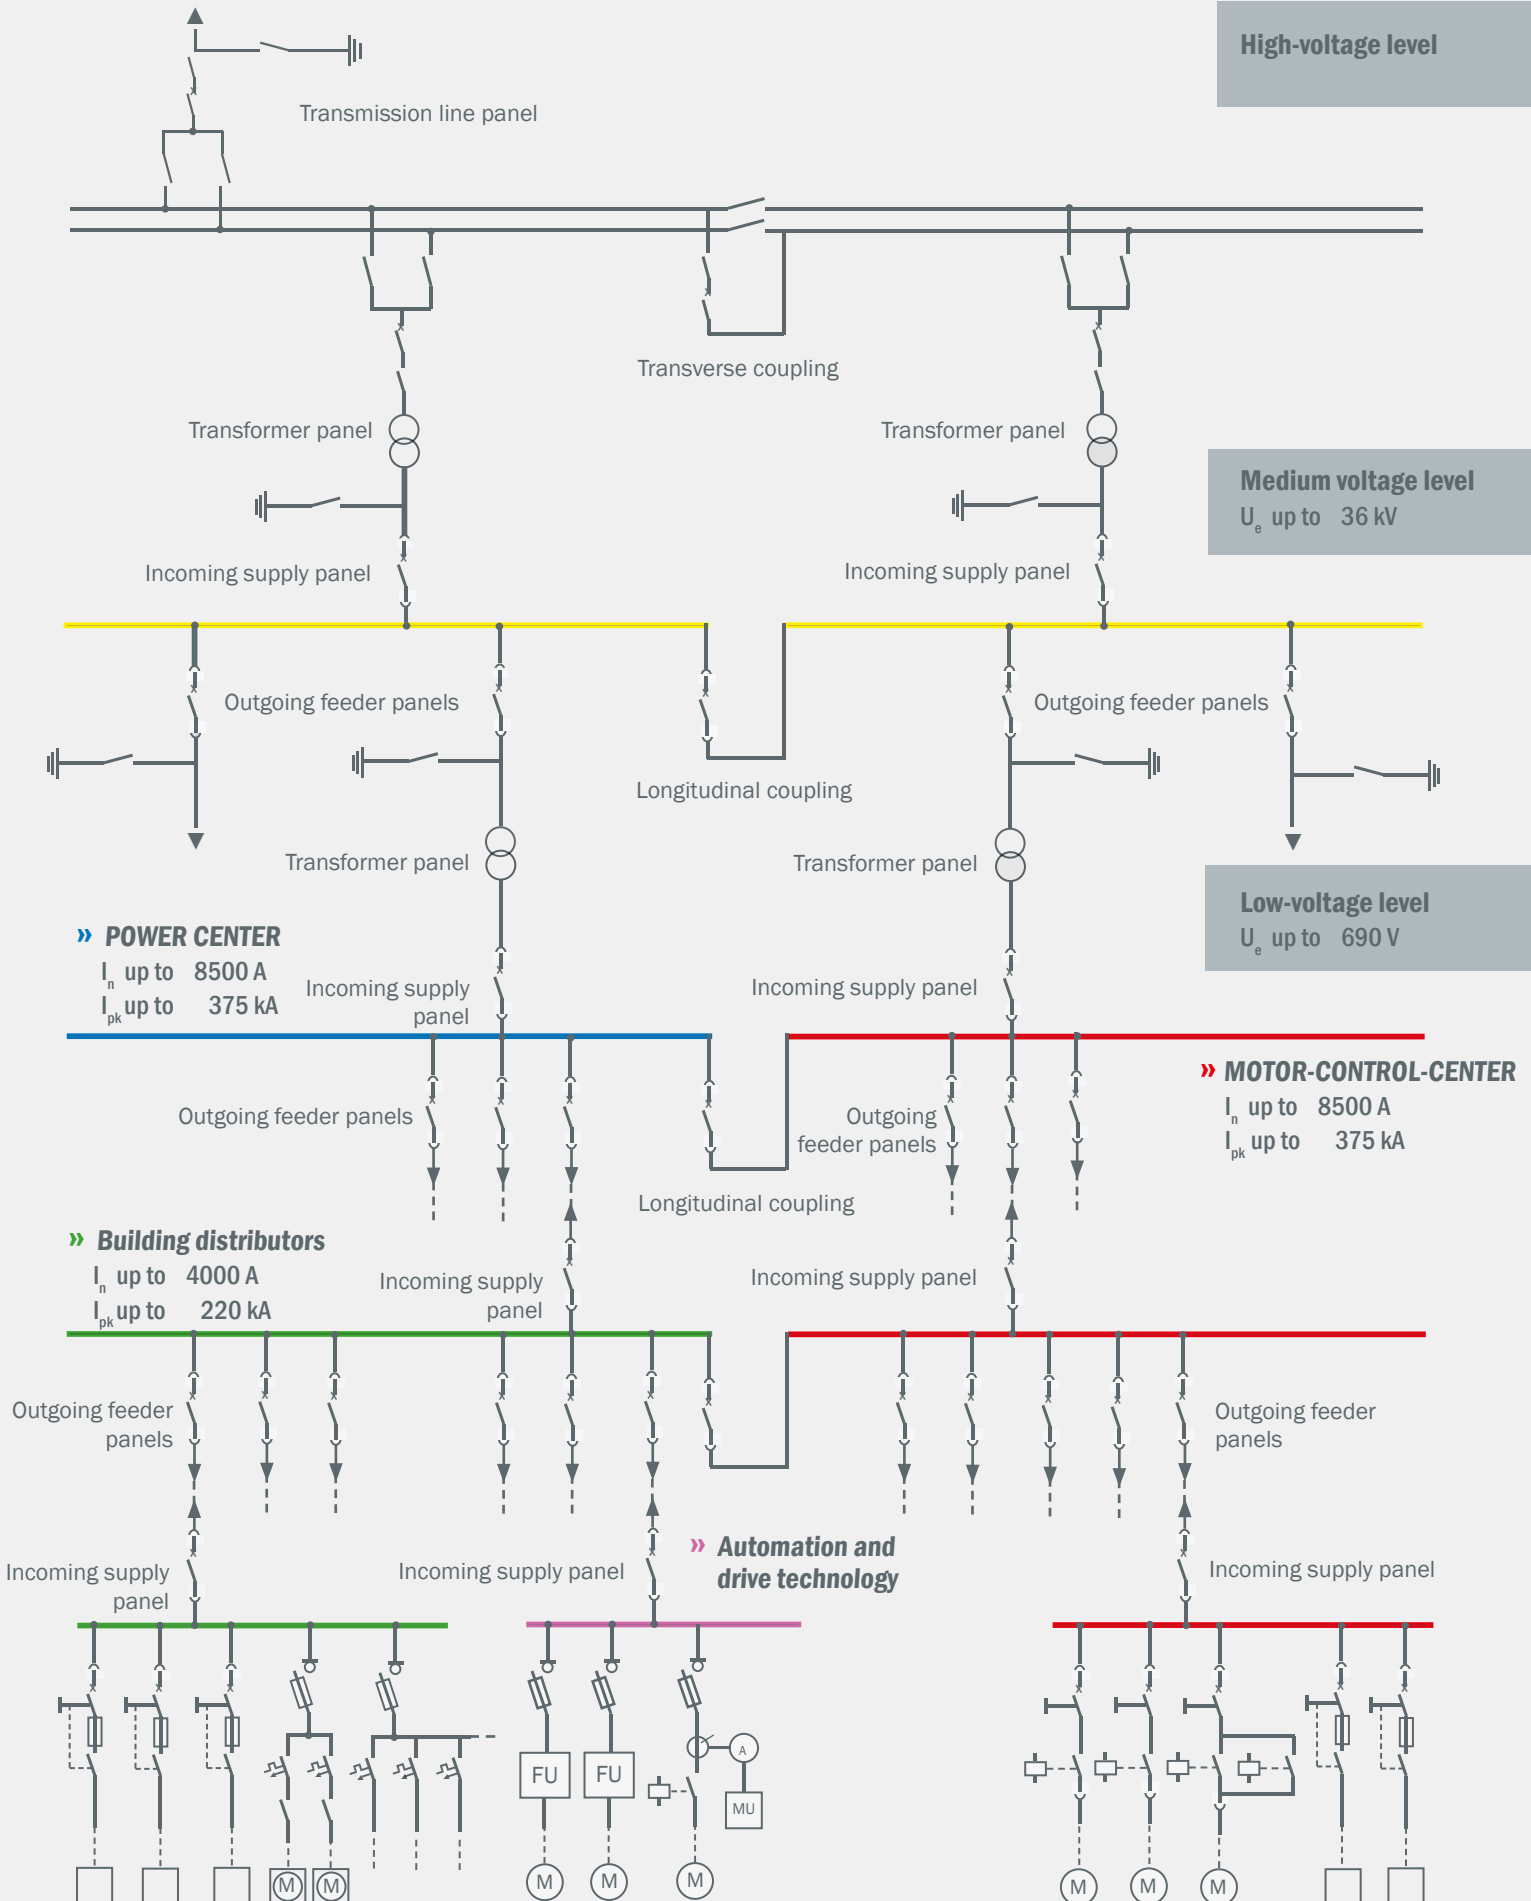 High-voltage level
Transmission line panel
Transverse coupling
Transformer panel
Transformer panel
Medium voltage level
Ue up to 36 kV
Incoming supply panel
Incoming supply panel
Outgoing feeder panels
Outgoing feeder panels
Longitudinal coupling
Transformer panel
Transformer panel
Low-voltage level
Ue up to 690 V
» POWER CENTER
In up to 8500 A
Ipk up to 375 kA
Incoming supply
panel
Incoming supply panel
» MOTOR-CONTROL-CENTER
In up to 8500 A
Ipk up to 375 kA
Outgoing feeder panels
Outgoing
feeder panels
Longitudinal coupling
» Building distributors
In up to 4000 A
Ipk up to 220 kA
Incoming supply
panel
Incoming supply panel
Outgoing feeder
panels
Outgoing feeder
panels
» Automation and
drive technology
Incoming supply
panel
Incoming supply panel
Incoming supply panel
A
FU
FU
MU
M
M
M
M
M
M
M
M